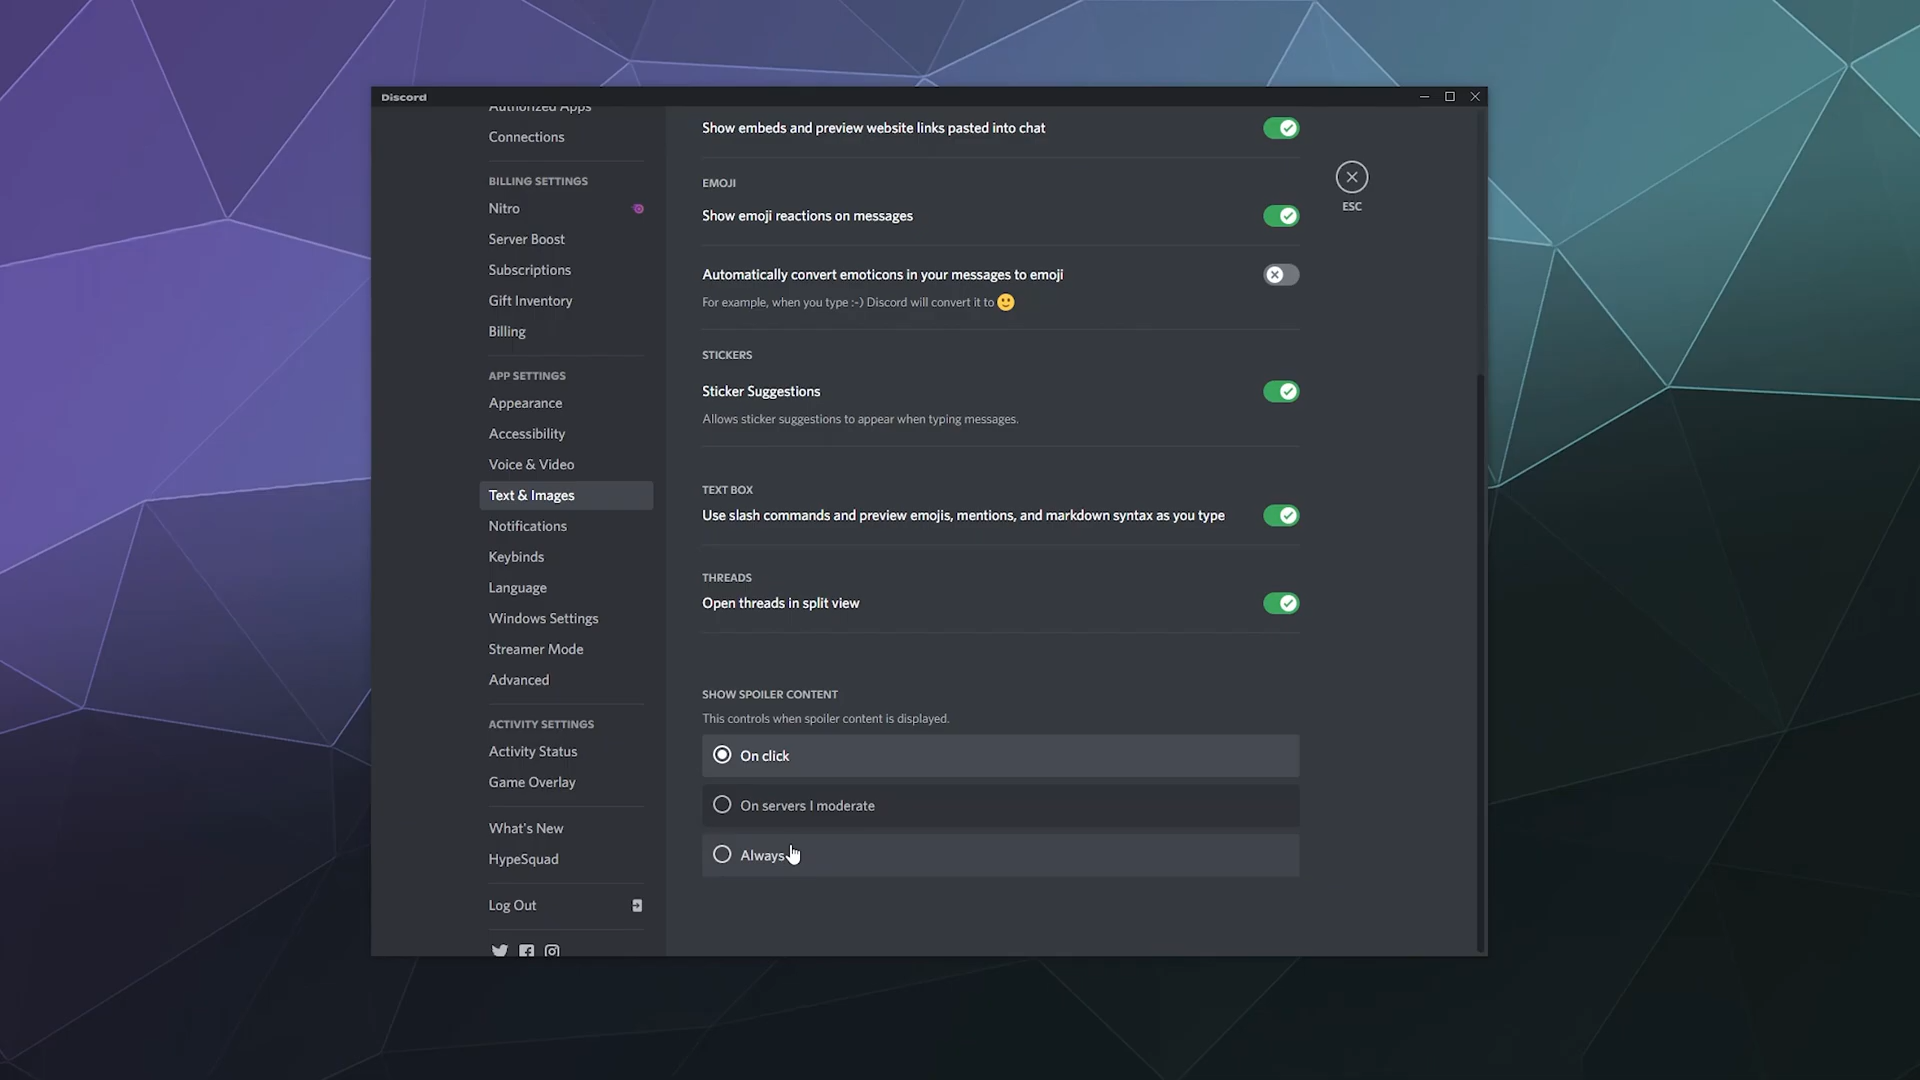 Discord
Authorized Apps
Connections
BILLING SETTINGS
Nitro
Server Boost
Subscriptions
Gift Inventory
Billing
APP SETTINGS
Appearance
Accessibility
Voice & Video
Text & Images
Notifications
Keybinds
Language
Windows Settings
Streamer Mode
Advanced
ACTIVITY SETTINGS
Activity Status
Game Overlay
What's New
HypeSquad
Log Out
Show embeds and preview website links pasted into chat
EMOJI
Show emoji reactions on messages
Automatically convert emoticons in your messages to emoji
For example, when you type :-) Discord will convert it to 🙂
STICKERS
Sticker Suggestions
Allows sticker suggestions to appear when typing messages.
TEXT BOX
Use slash commands and preview emojis, mentions, and markdown syntax as you type
THREADS
Open threads in split view
SHOW SPOILER CONTENT
This controls when spoiler content is displayed.
On click
On servers I moderate
Always
ESC